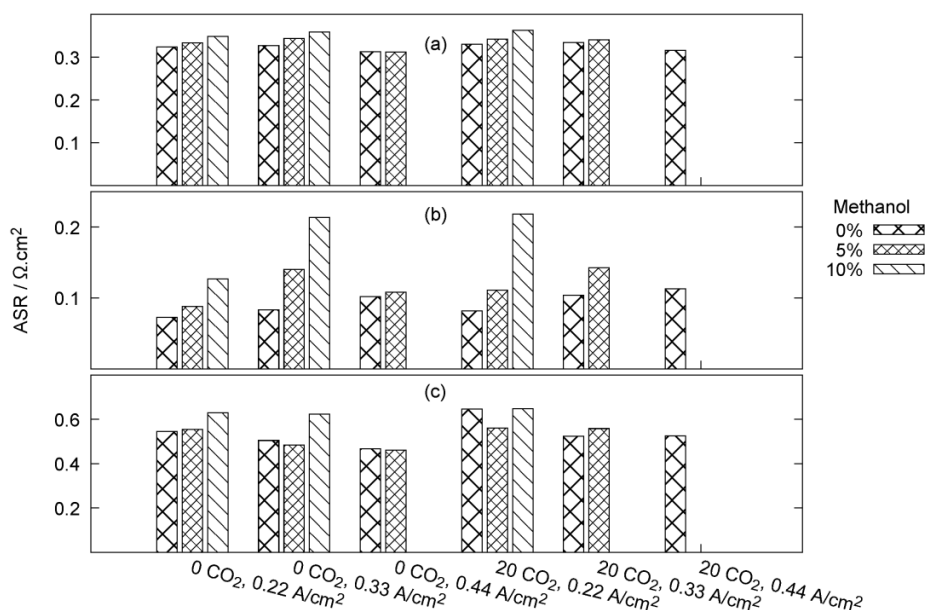 (a)
0.3
0.2
0.1
(b)
0.2
0.1
ASR / Ω.cm²
Methanol
0%
5%
10%
(c)
0.6
0.4
0.2
0 CO₂, 0.22 A/cm²
0 CO₂, 0.33 A/cm²
0 CO₂, 0.44 A/cm²
20 CO₂, 0.22 A/cm²
20 CO₂, 0.33 A/cm²
20 CO₂, 0.44 A/cm²